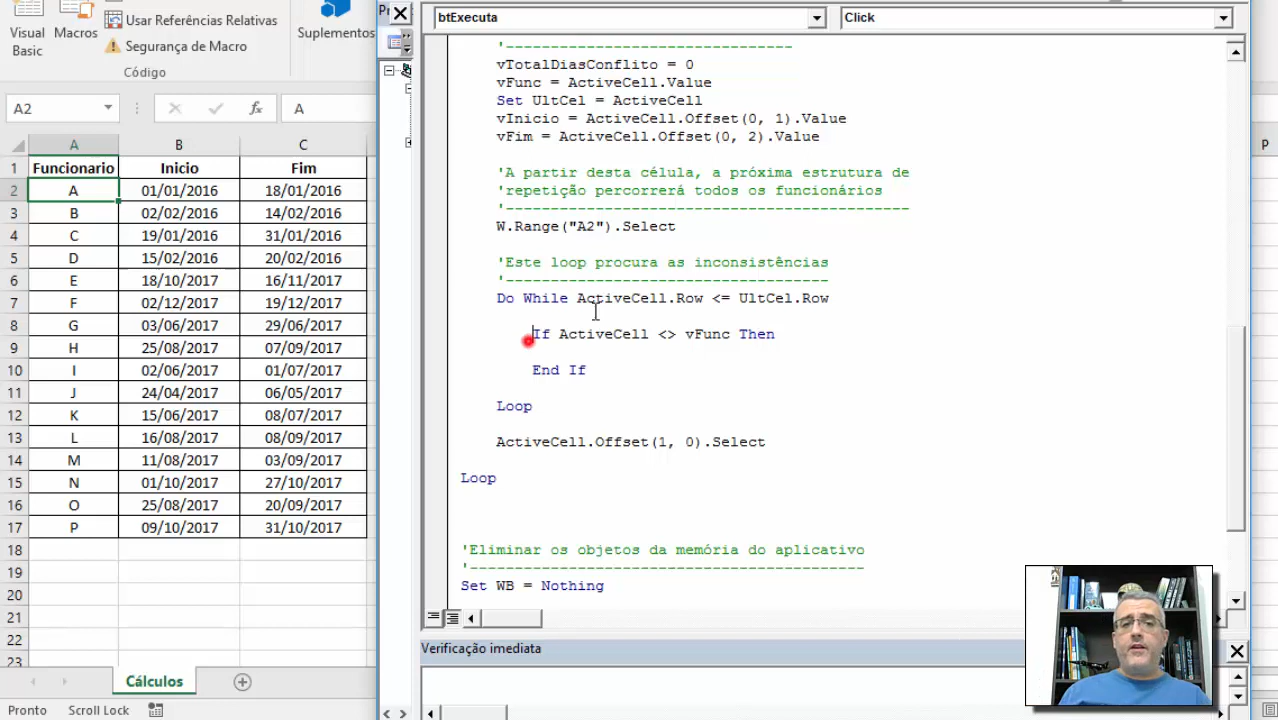 Visual
Basic
Macros
Usar Referências Relativas
Segurança de Macro
Código
Suplementos
A2
fx
A
A B C
1 Funcionario Inicio Fim
2 A 01/01/2016 18/01/2016
3 B 02/02/2016 14/02/2016
4 C 19/01/2016 31/01/2016
5 D 15/02/2016 20/02/2016
6 E 18/10/2017 16/11/2017
7 F 02/12/2016 19/12/2016
8 G 03/06/2017 29/06/2017
9 H 25/08/2017 07/09/2017
10 I 02/06/2017 01/07/2017
11 J 24/04/2017 06/05/2017
12 K 15/06/2017 08/07/2017
13 L 16/08/2017 08/09/2017
14 M 11/08/2017 03/09/2017
15 N 01/10/2017 27/10/2017
16 O 25/08/2017 20/09/2017
17 P 09/10/2017 31/10/2017
18
19
20
21
22
23
Cálculos
Pronto Scroll Lock
btExecuta
Click
'--------------------------------
vTotalDiasConflito = 0
vFunc = ActiveCell.Value
Set UltCel = ActiveCell
vInicio = ActiveCell.Offset(0, 1).Value
vFim = ActiveCell.Offset(0, 2).Value
'A partir desta célula, a próxima estrutura de
'repetição percorrerá todos os funcionários
'---------------------------------------------
W.Range("A2").Select
'Este loop procura as inconsistências
'------------------------------------
Do While ActiveCell.Row <= UltCel.Row
If ActiveCell <> vFunc Then
End If
Loop
ActiveCell.Offset(1, 0).Select
Loop
'Eliminar os objetos da memória do aplicativo
'--------------------------------------------
Set WB = Nothing
Verificação imediata
P